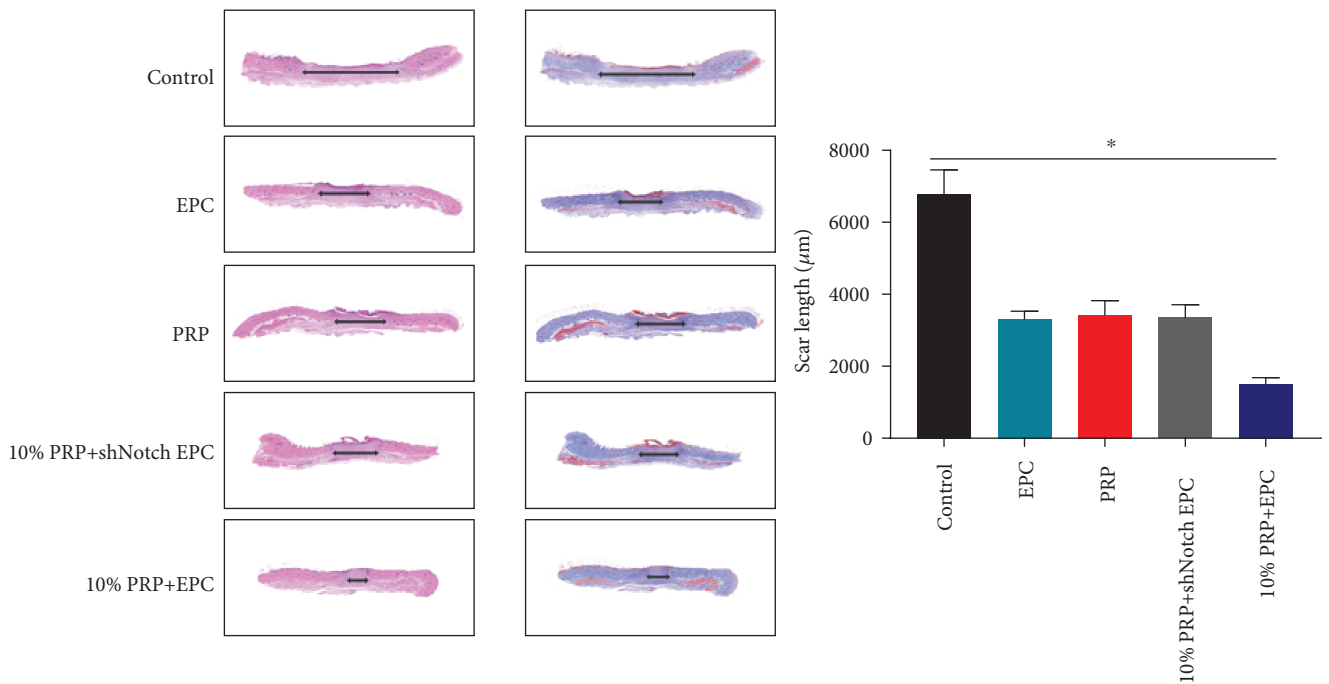 Control
EPC
PRP
10% PRP+shNotch EPC
10% PRP+EPC
*
8000
6000
4000
2000
0
Scar length (μm)
Control
EPC
PRP
10% PRP+shNotch EPC
10% PRP+EPC